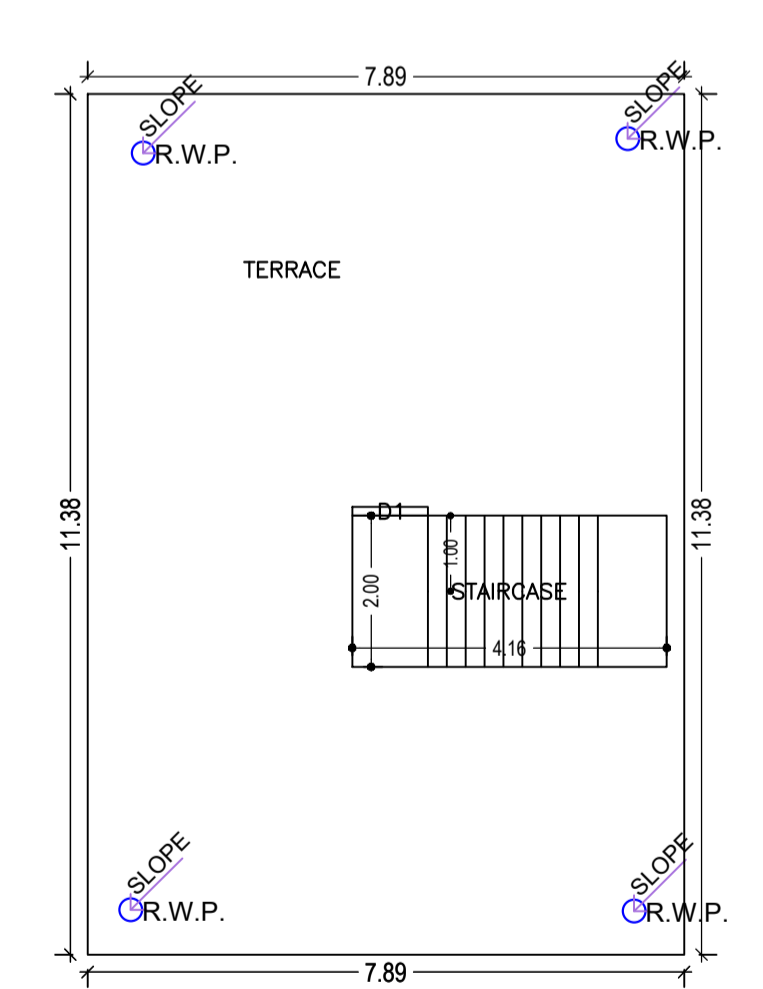 7.89
SLOPE
SLOPE
R.W.P.
R.W.P.
TERRACE
11.38
11.38
D1
1.00
2.00
STAIRCASE
4.16
SLOPE
SLOPE
R.W.P.
R.W.P.
7.89